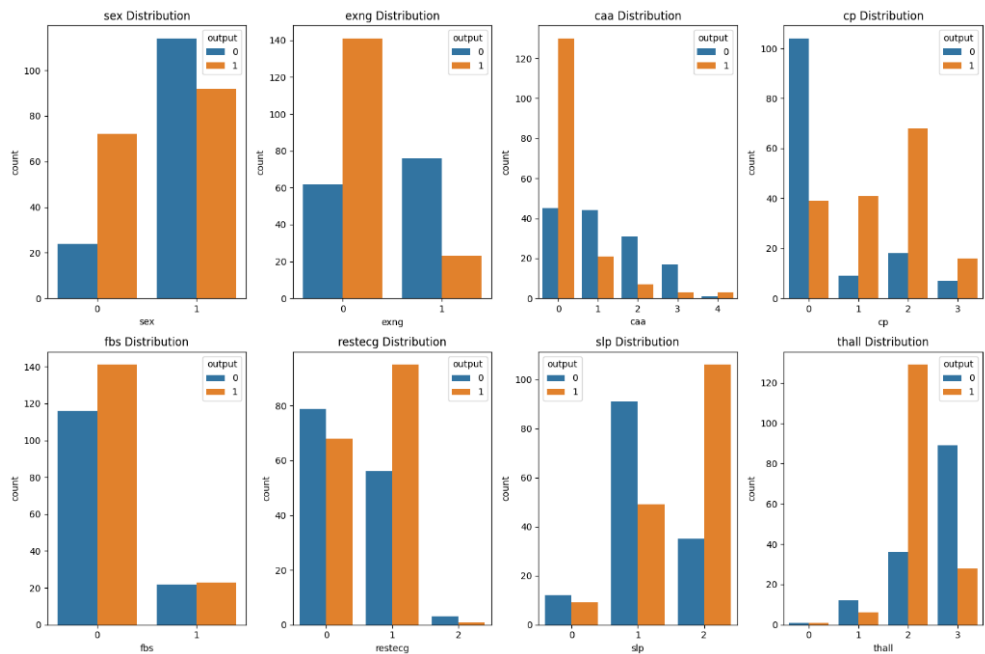 sex Distribution
output
0
1
100
80
60
40
20
0
count
0 1
sex
exng Distribution
output
0
1
140
120
100
80
60
40
20
0
count
0 1
exng
caa Distribution
output
0
1
120
100
80
60
40
20
0
count
0 1 2 3 4
caa
cp Distribution
output
0
1
100
80
60
40
20
0
count
0 1 2 3
cp
fbs Distribution
output
0
1
140
120
100
80
60
40
20
0
count
0 1
fbs
restecg Distribution
output
0
1
80
60
40
20
0
count
0 1 2
restecg
slp Distribution
output
0
1
100
80
60
40
20
0
count
0 1 2
slp
thall Distribution
output
0
1
120
100
80
60
40
20
0
count
0 1 2 3
thall